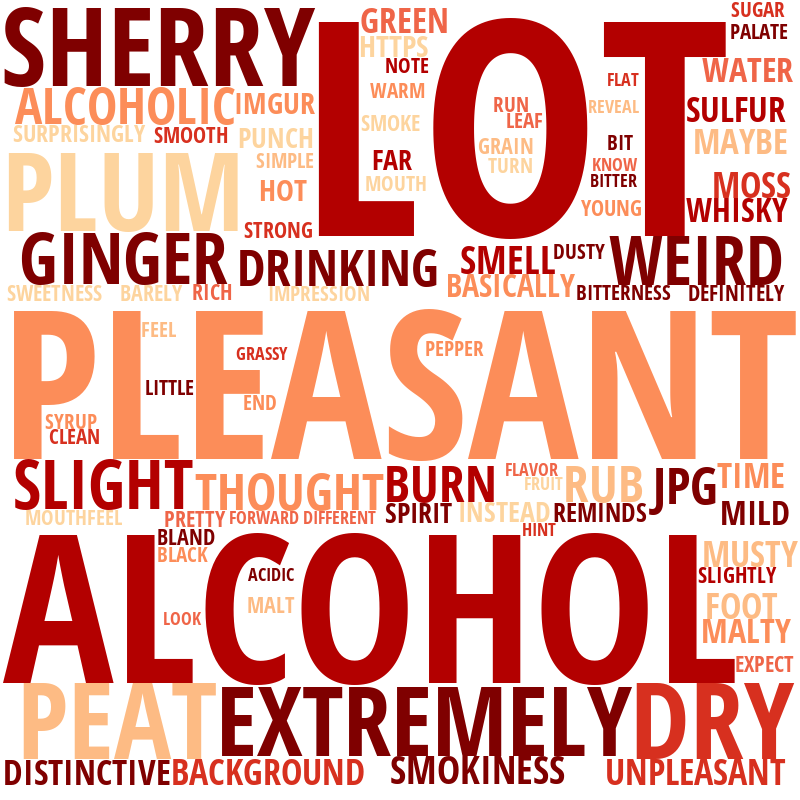 SHERRY
LOT
GREEN
SUGAR
PALATE
HTTPS
NOTE
WATER
FLAT
WARM
ALCOHOLIC
IMGUR
RUN
REVEAL
SULFUR
LEAF
SURPRISINGLY
SMOOTH
PUNCH
SMOKE
GRAIN
BIT
MAYBE
PLUM
SIMPLE
FAR
TURN
KNOW
HOT
MOUTH
BITTER
MOSS
YOUNG
WHISKY
STRONG
GINGER
DRINKING
SMELL
DUSTY
WEIRD
BASICALLY
SWEETNESS
BARELY
RICH
IMPRESSION
BITTERNESS
DEFINITELY
PLEASANT
FEEL
GRASSY
PEPPER
LITTLE
END
SYRUP
CLEAN
SLIGHT
THOUGHT
BURN
FLAVOR
FRUIT
RUB
JPG
TIME
MOUTHFEEL
PRETTY
FORWARD
DIFFERENT
SPIRIT
INSTEAD
REMINDS
MILD
HINT
BLAND
BLACK
ALCOHOL
ACIDIC
MUSTY
SLIGHTLY
MALT
FOOT
LOOK
MALTY
EXPECT
PEAT
EXTREMELY
DRY
DISTINCTIVE
BACKGROUND
SMOKINESS
UNPLEASANT